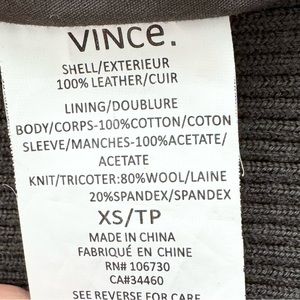 VINCE.
SHELL/EXTERIEUR
100% LEATHER/CUIR
LINING/DOUBLURE
BODY/CORPS-100%COTTON/COTON
SLEEVE/MANCHES-100%ACETATE/
ACETATE
KNIT/TRICOTER:80%WOOL/LAINE
20%SPANDEX/SPANDEX
XS/TP
MADE IN CHINA
FABRIQUÉ EN CHINE
RN# 106730
CA#34460
SEE REVERSE FOR CARE